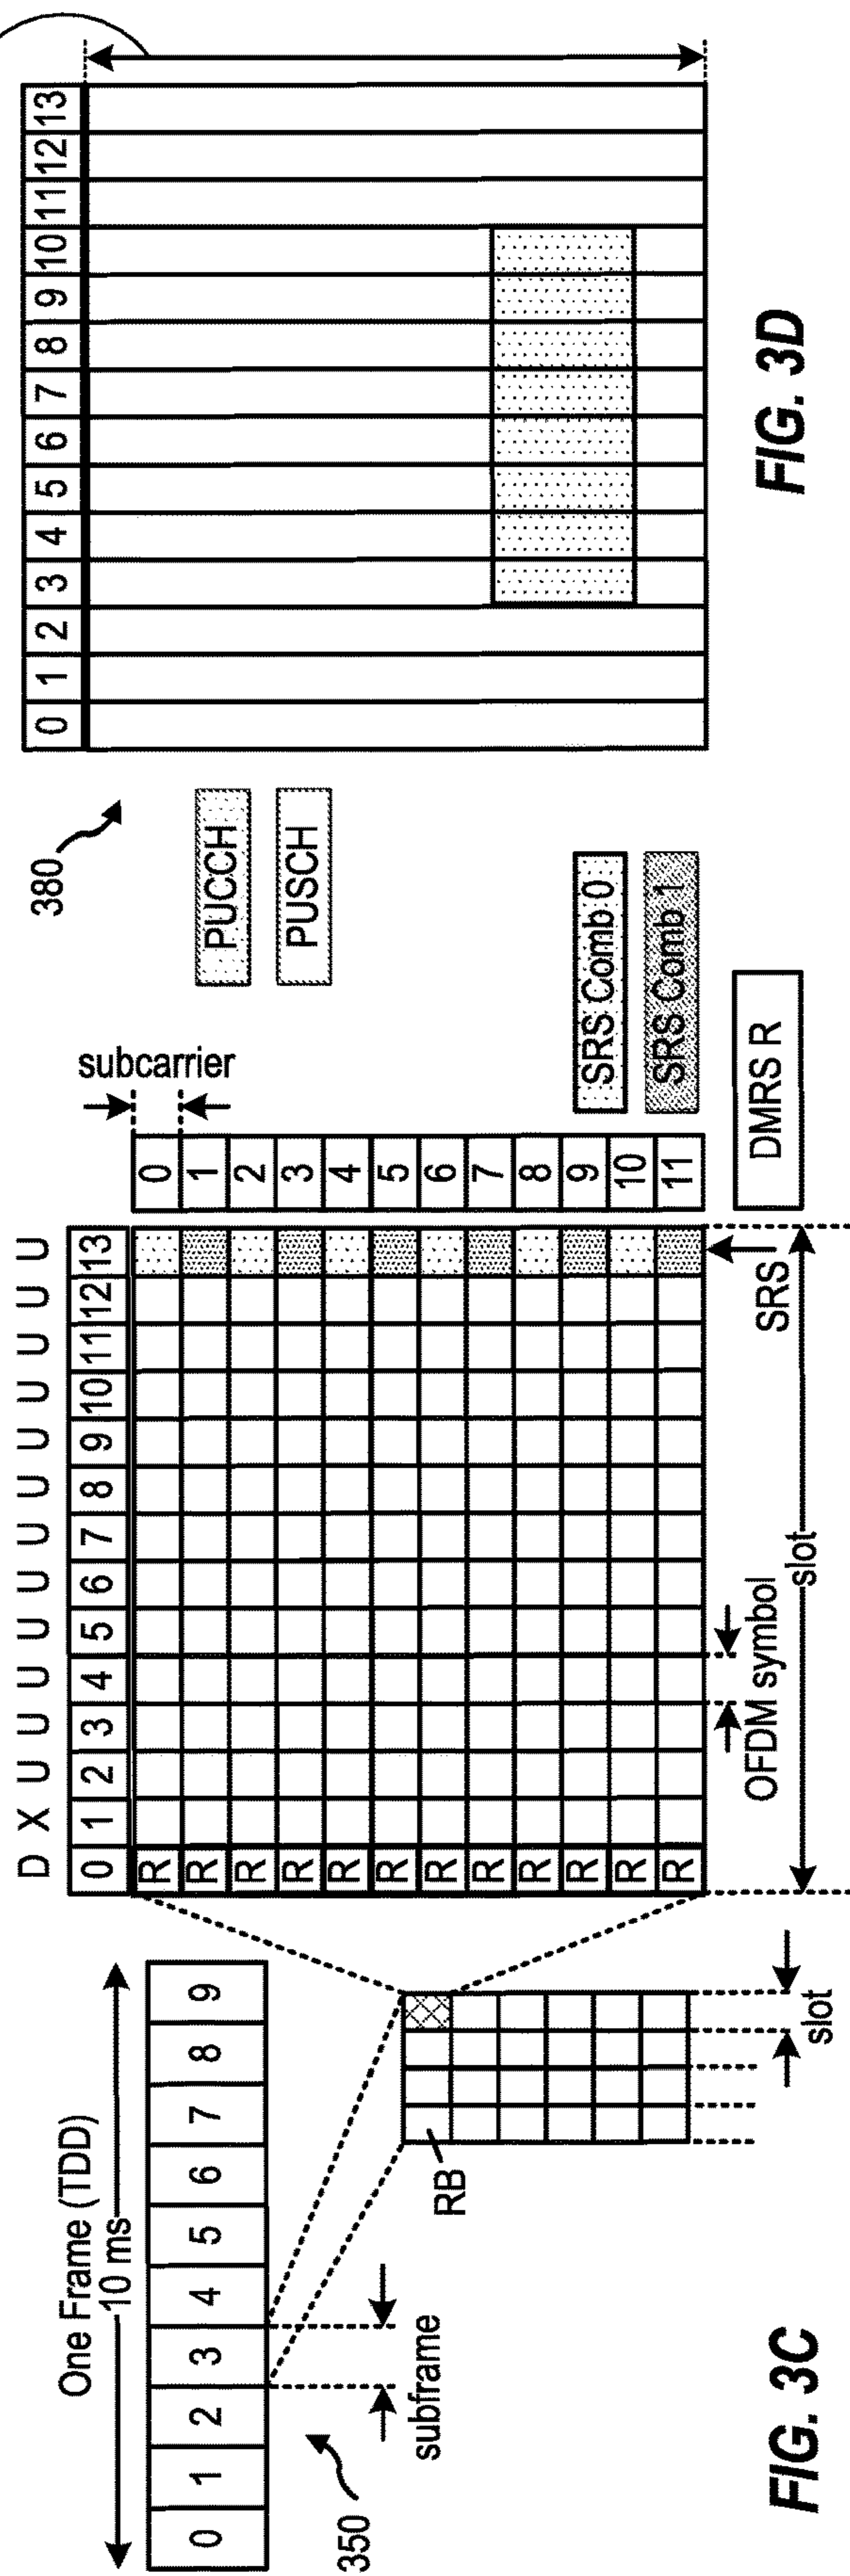 One Frame (TDD)
10 ms
0 1 2 3 4 5 6 7 8 9
350
subframe
RB
slot
FIG. 3C
D X U U U U U U U U U U U U
0 1 2 3 4 5 6 7 8 9 10 11 12 13
R
R
R
R
R
R
R
R
R
R
R
R
subcarrier
0
1
2
3
4
5
6
7
8
9
10
11
OFDM symbol
slot
SRS
SRS Comb 0
SRS Comb 1
DMRS R
380
PUCCH
PUSCH
0 1 2 3 4 5 6 7 8 9 10 11 12 13
FIG. 3D